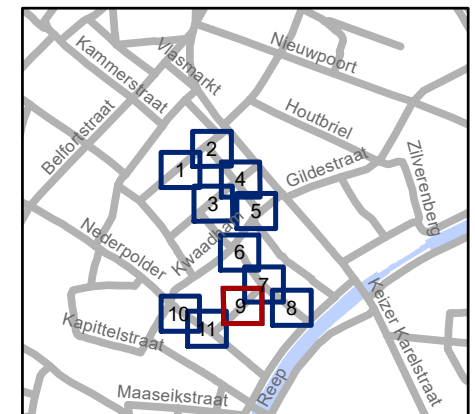 Nieuwpoort
Vlasmarkt
Kammerstraat
Houtbriel
Belfortstraat
Zilverenberg
Gildestraat
2
1
4
3
5
Kwaadham
6
Nederpolder
7
9
8
10
11
Kapittelstraat
Keizer Karelstraat
Maaseikstraat
Reep